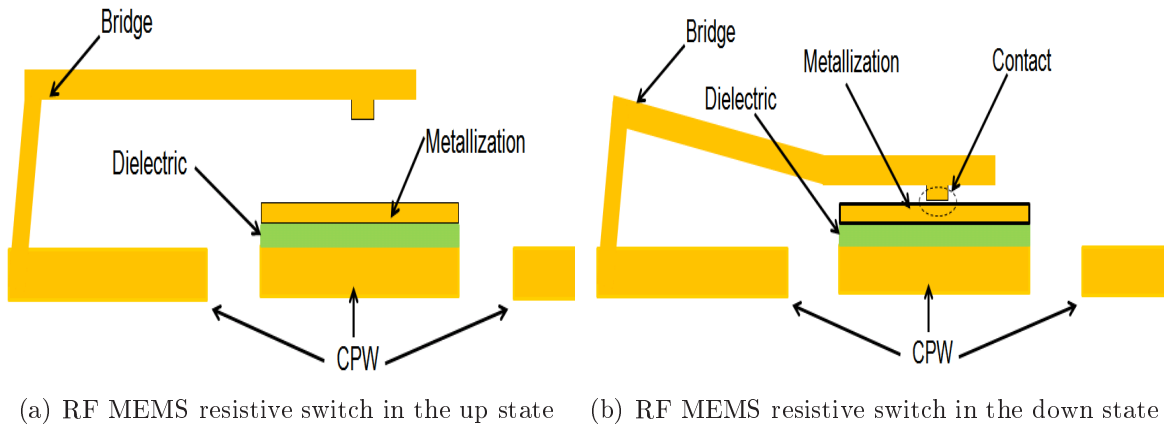 Bridge
Metallization
Dielectric
CPW
(a) RF MEMS resistive switch in the up state
Bridge
Contact
Metallization
Dielectric
CPW
(b) RF MEMS resistive switch in the down state